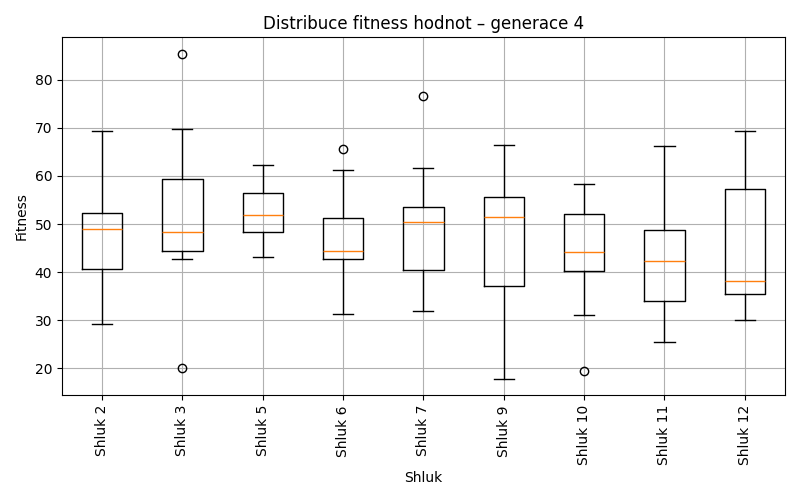 Distribuce fitness hodnot – generace 4
Fitness
80
70
60
50
40
30
20
Shluk 2
Shluk 3
Shluk 5
Shluk 6
Shluk 7
Shluk 9
Shluk 10
Shluk 11
Shluk 12
Shluk